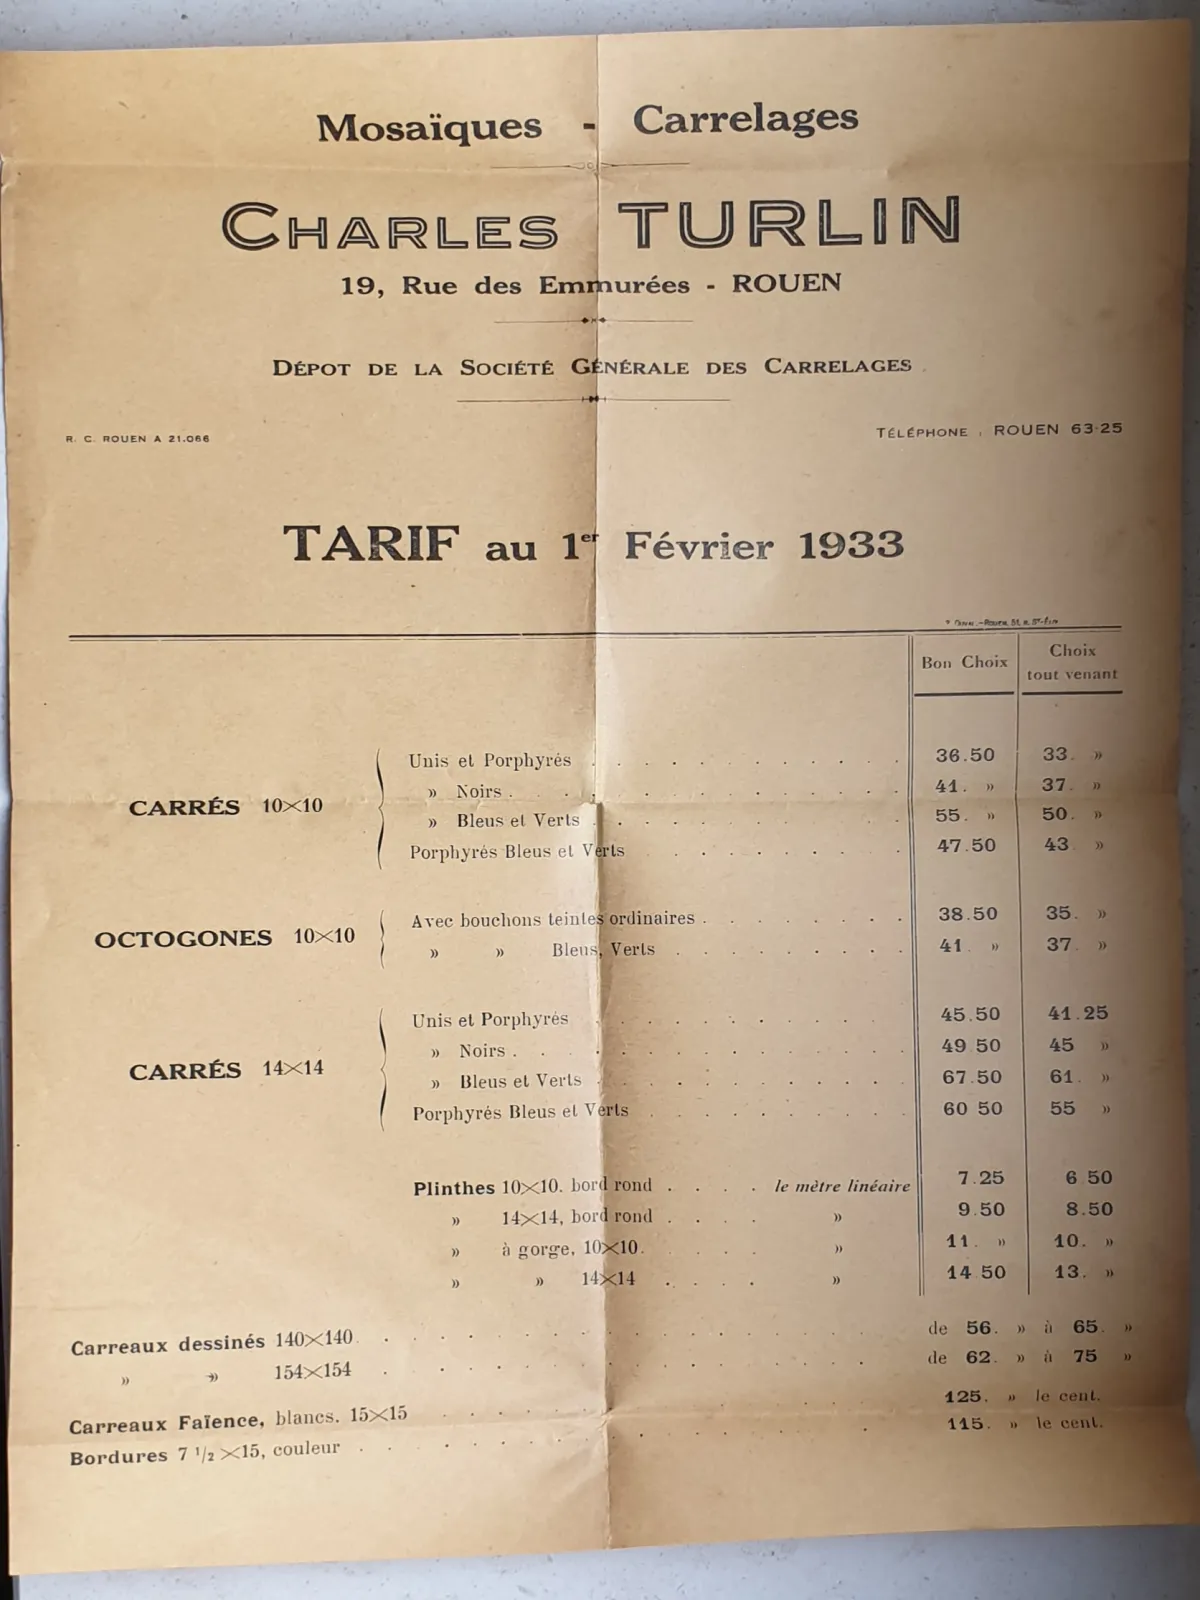 Mosaïques - Carrelages
CHARLES TURLIN
19, Rue des Emmurées - ROUEN
DÉPOT DE LA SOCIÉTÉ GÉNÉRALE DES CARRELAGES
R. C. ROUEN A 21.066
TÉLÉPHONE : ROUEN 63-25
TARIF au 1er Février 1933
Bon Choix
Choix tout venant
CARRÉS 10×10
Unis et Porphyrés . . . . . . . . . . . 36.50 33. »
» Noirs . . . . . . . . . . . 41. » 37. »
» Bleus et Verts . . . . . . . . . . . 55. » 50. »
Porphyrés Bleus et Verts . . . . . . . . . 47.50 43 »
OCTOGONES 10×10
Avec bouchons teintes ordinaires . . . . . . . . 38.50 35. »
» » Bleus, Verts . . . . . . . . . 41. » 37. »
CARRÉS 14×14
Unis et Porphyrés . . . . . . . . . . 45.50 41.25
» Noirs . . . . . . . . . . . 49 50 45 »
» Bleus et Verts . . . . . . . . . . . 67.50 61. »
Porphyrés Bleus et Verts . . . . . . . . . . 60 50 55 »
Plinthes 10×10. bord rond . . . . le mètre linéaire 7.25 6 50
» 14×14, bord rond . . . . » 9.50 8.50
» à gorge, 10×10. . . . . » 11. » 10. »
» » 14×14 . . . . » 14 50 13. »
Carreaux dessinés 140×140 . . . . . . . . . . de 56. » à 65. »
» » 154×154 . . . . . . . . . . de 62. » à 75 »
Carreaux Faïence, blancs. 15×15 . . . . . . . . . . 125. » le cent.
Bordures 7 1/2 ×15, couleur . . . . . . . . . . 115. » le cent.